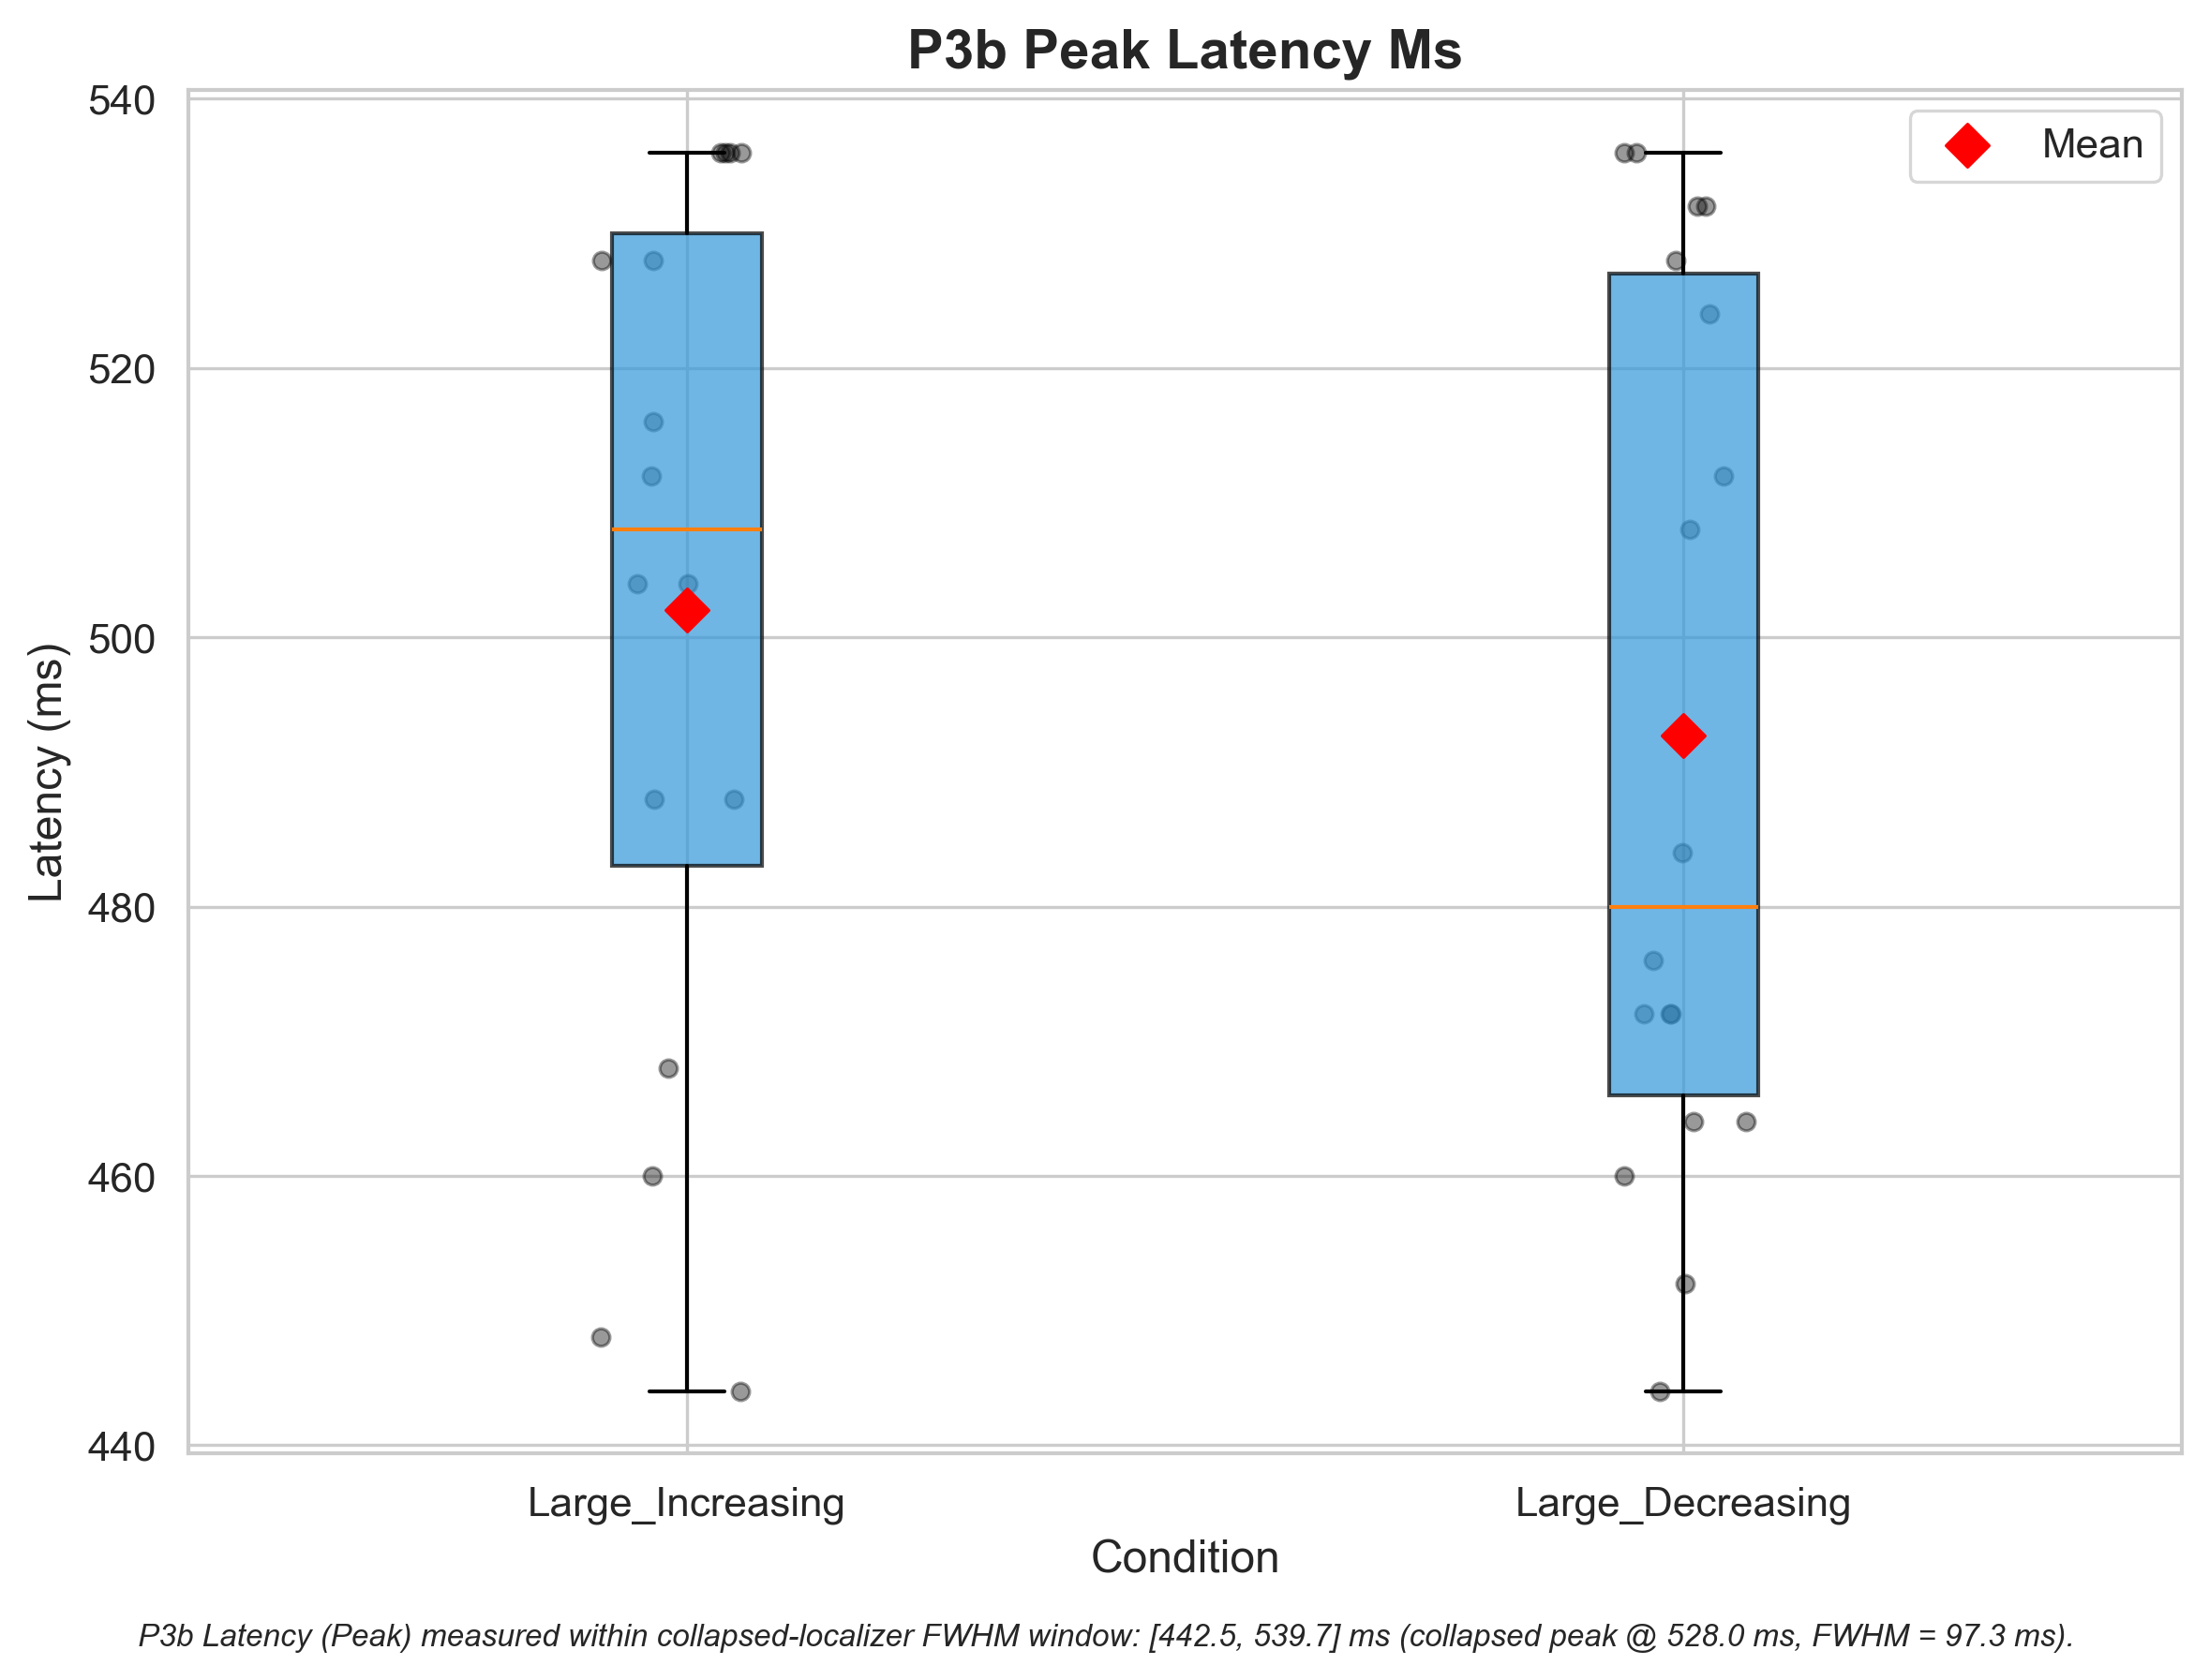 P3b Peak Latency Ms
540
520
500
480
460
440
Latency (ms)
Mean
Large_Increasing
Large_Decreasing
Condition
P3b Latency (Peak) measured within collapsed-localizer FWHM window: [442.5, 539.7] ms (collapsed peak @ 528.0 ms, FWHM = 97.3 ms).